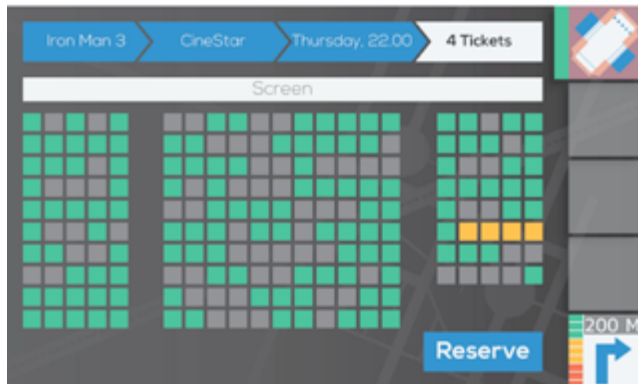 Iron Man 3 CineStar Thursday, 22.00 4 Tickets
Screen
200 M
Reserve